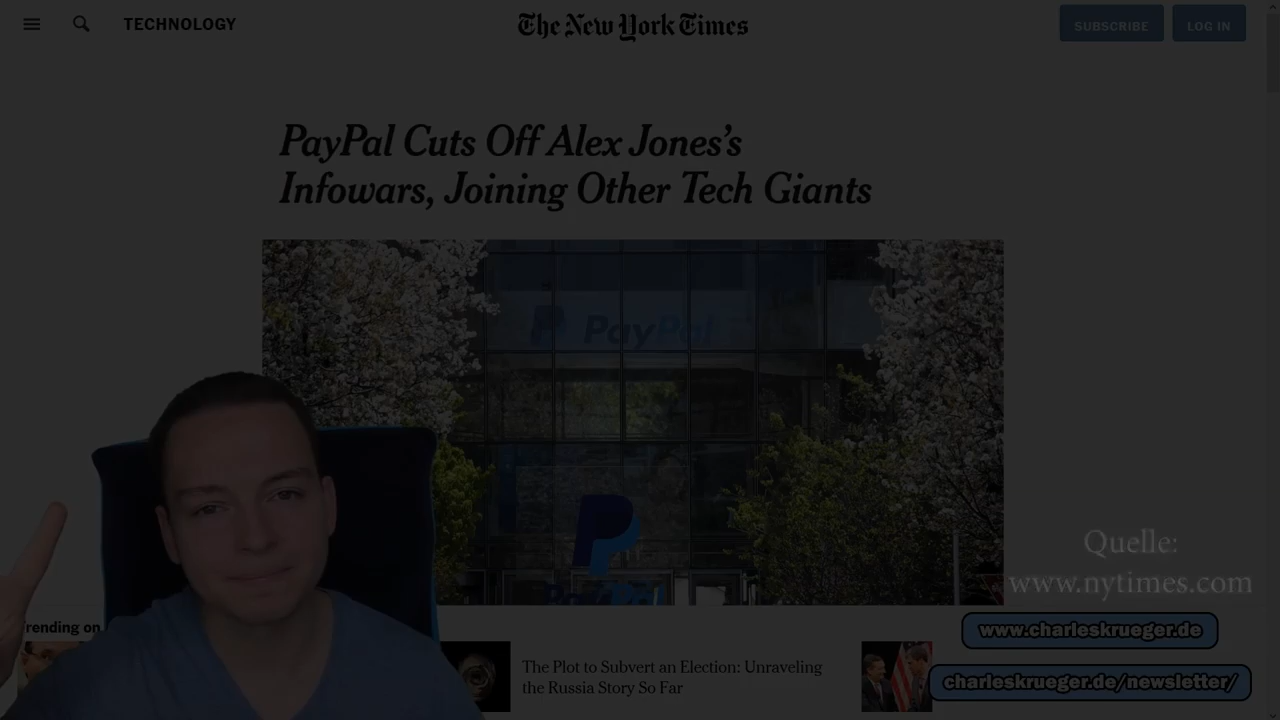 TECHNOLOGY
The New York Times
SUBSCRIBE
LOG IN
PayPal Cuts Off Alex Jones's
Infowars, Joining Other Tech Giants
PayPal
PayPal
Quelle:
www.nytimes.com
www.charleskrueger.de
rending on
The Plot to Subvert an Election: Unraveling
the Russia Story So Far
charleskrueger.de/newsletter/